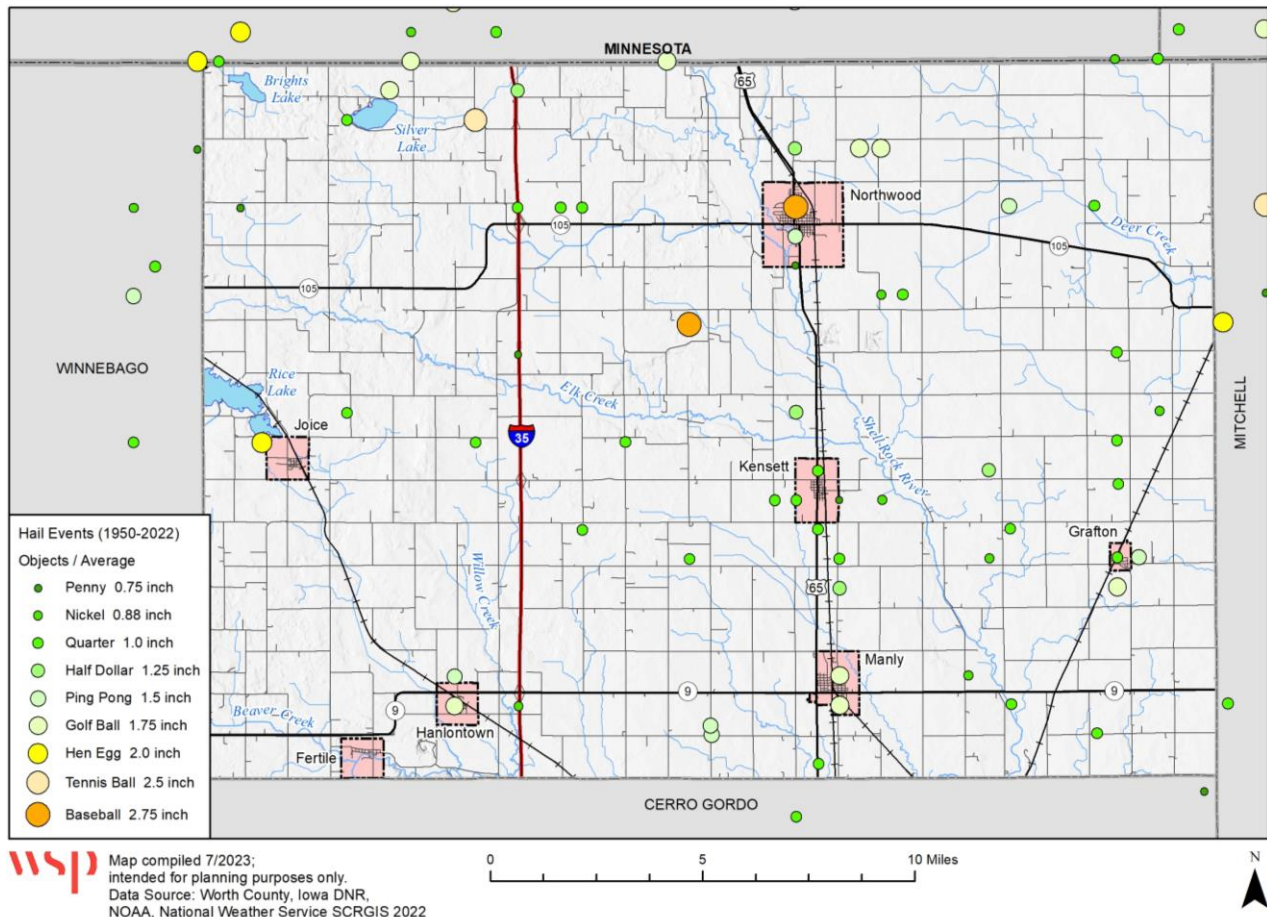 MINNESOTA
Brights
Lake
65
Silver
Lake
Northwood
Deer Creek
105
105
105
WINNEBAGO
Rice
Lake
Joice
Elk Creek
35
Shell Rock River
MITCHELL
Kensett
Grafton
Willow Creek
65
Manly
9
9
Beaver Creek
9
Hanlontown
Fertile
CERRO GORDO
Hail Events (1950-2022)
Objects / Average
Penny 0.75 inch
Nickel 0.88 inch
Quarter 1.0 inch
Half Dollar 1.25 inch
Ping Pong 1.5 inch
Golf Ball 1.75 inch
Hen Egg 2.0 inch
Tennis Ball 2.5 inch
Baseball 2.75 inch
wsp
Map compiled 7/2023;
intended for planning purposes only.
Data Source: Worth County, Iowa DNR,
NOAA, National Weather Service SCRGIS 2022
0 5 10 Miles
N